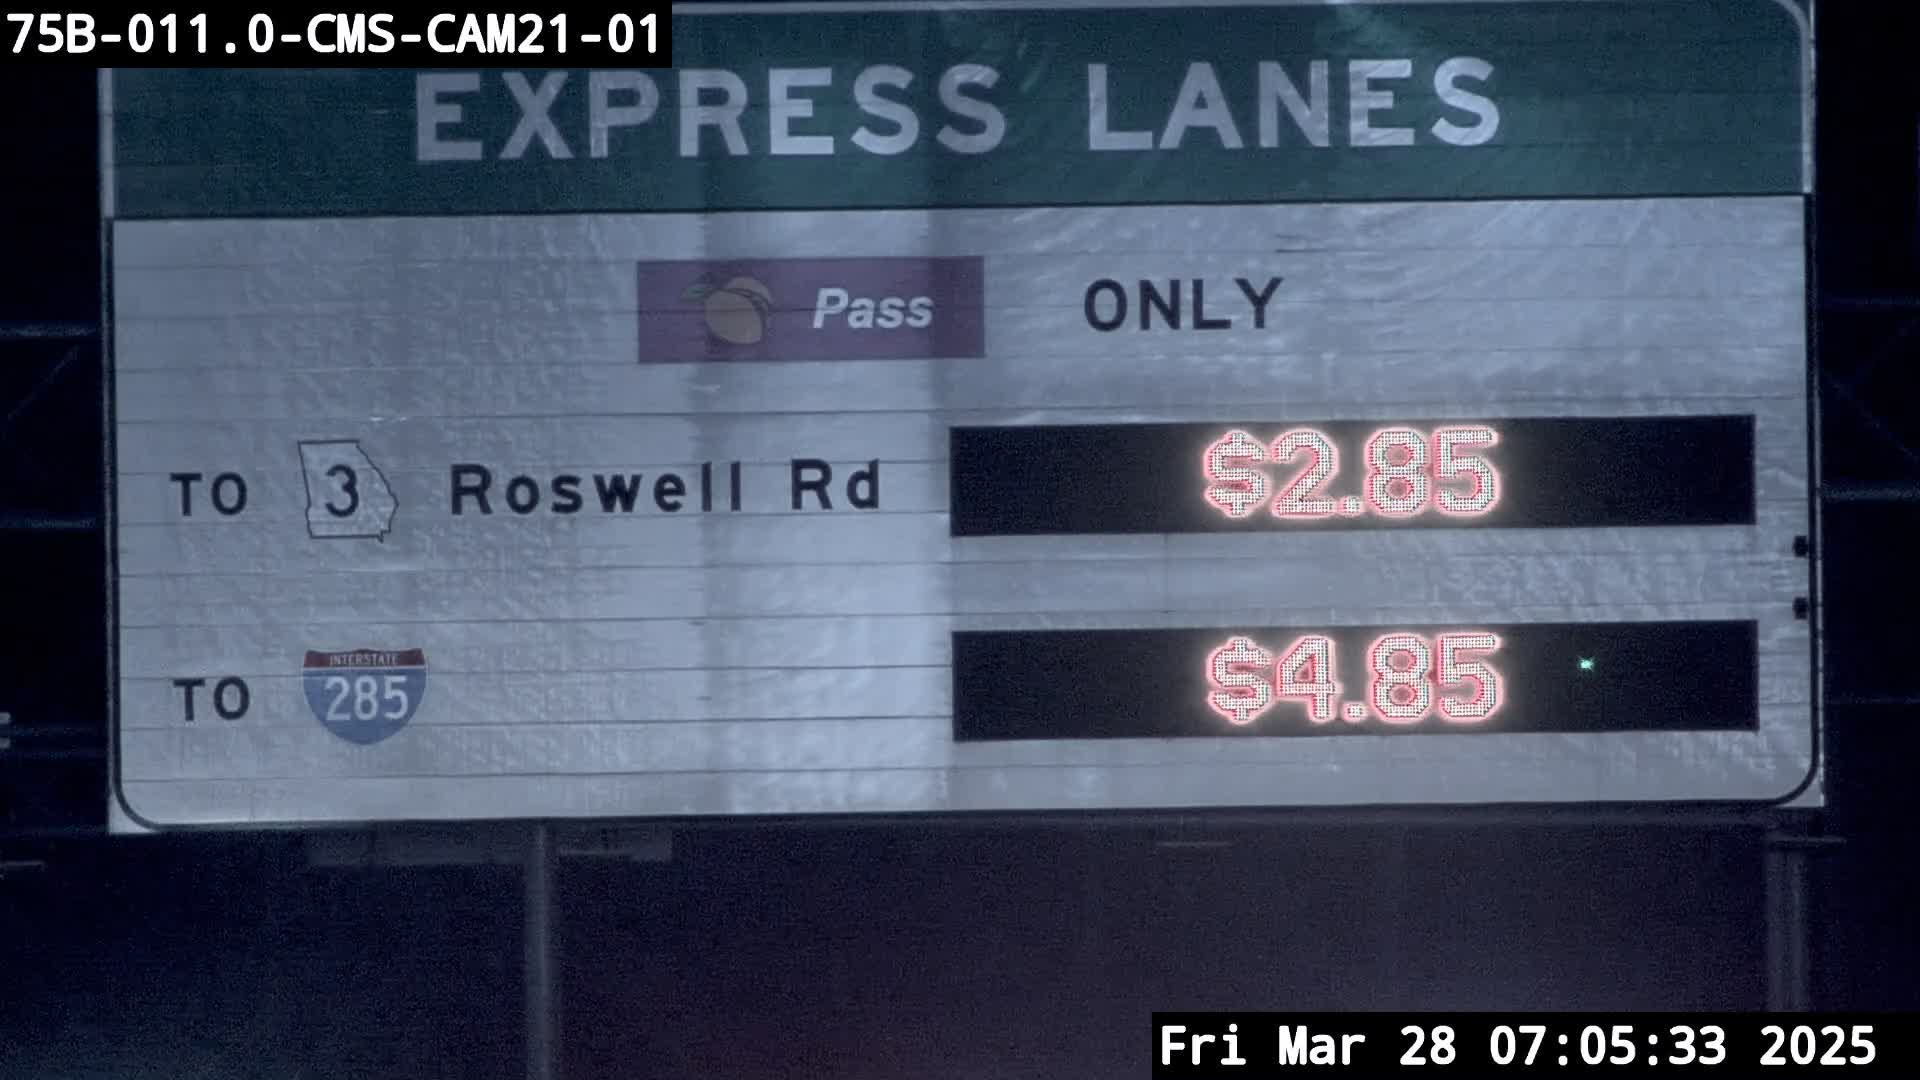 75B-011.0-CMS-CAM21-01
EXPRESS LANES
Pass ONLY
TO 3 Roswell Rd $2.85
TO INTERSTATE 285 $4.85
Fri Mar 28 07:05:33 2025